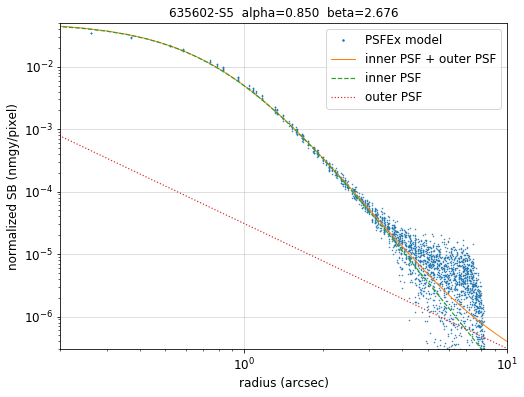 635602-S5 alpha=0.850 beta=2.676
PSFEx model
inner PSF + outer PSF
inner PSF
outer PSF
normalized SB (nmgy/pixel)
10⁻²
10⁻³
10⁻⁴
10⁻⁵
10⁻⁶
10⁰
10¹
radius (arcsec)